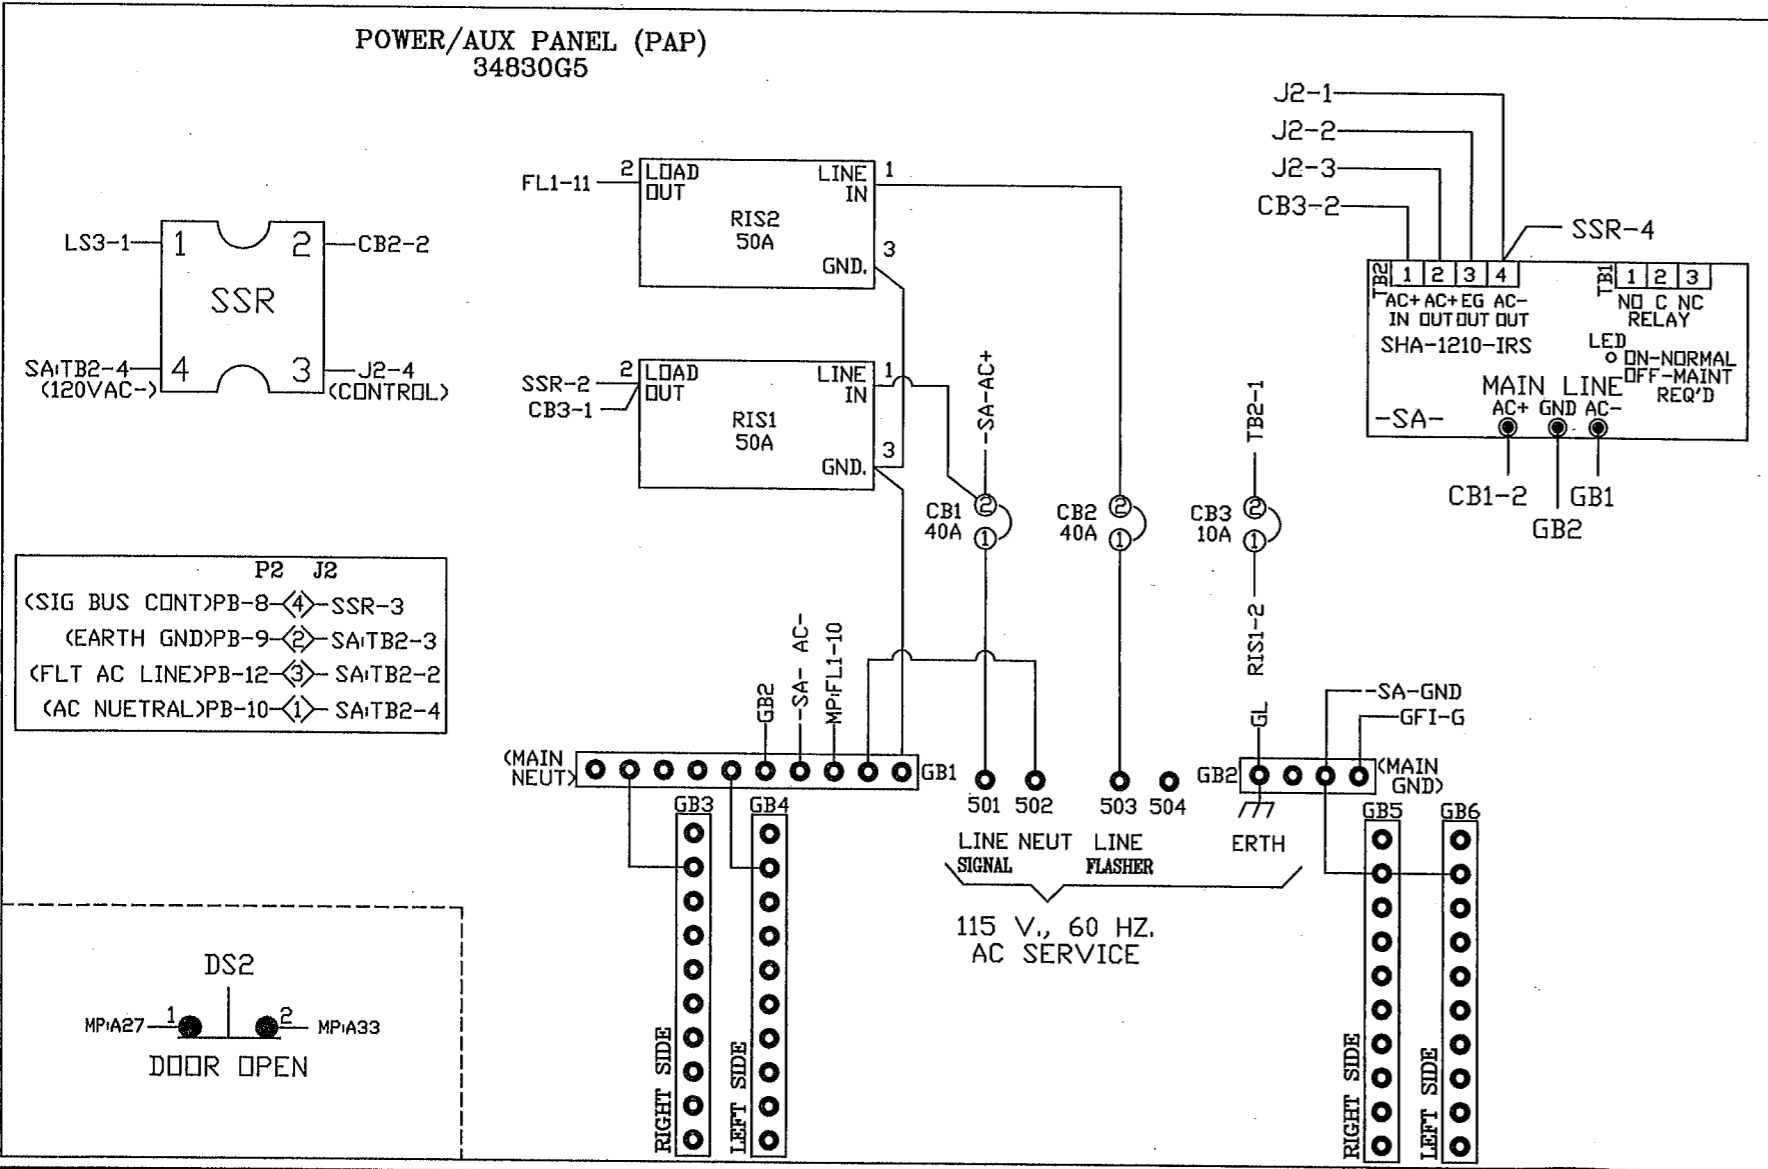 POWER/AUX PANEL (PAP)
34830G5
LS3-1
1
2
CB2-2
SSR
SA:TB2-4
(120VAC-)
4
3
J2-4
(CONTROL)
FL1-11
2
LOAD
OUT
LINE
IN
1
RIS2
50A
3
GND.
SSR-2
CB3-1
2
LOAD
OUT
LINE
IN
1
RIS1
50A
3
GND.
J2-1
J2-2
J2-3
CB3-2
SSR-4
TB2
1 2 3 4
AC+ AC+ EG AC-
IN OUT OUT OUT
SHA-1210-IRS
TB1
1 2 3
NO C NC
RELAY
LED
ON-NORMAL
OFF-MAINT
REQ'D
MAIN LINE
AC+ GND AC-
-SA-
CB1-2
GB2
GB1
-SA-AC+
CB1
40A
2
1
CB2
40A
2
1
TB2-1
CB3
10A
2
1
RIS1-2
P2 J2
(SIG BUS CONT)PB-8 4 SSR-3
(EARTH GND)PB-9 2 SA:TB2-3
(FLT AC LINE)PB-12 3 SA:TB2-2
(AC NUETRAL)PB-10 1 SA:TB2-4
GB2
-SA- AC-
MP:FL1-10
(MAIN
NEUT)
GB1
GB3
GB4
RIGHT SIDE
LEFT SIDE
501 502 503 504
LINE NEUT LINE
SIGNAL FLASHER
ERTH
115 V., 60 HZ.
AC SERVICE
GL
-SA-GND
GFI-G
GB2
(MAIN
GND)
GB5
GB6
RIGHT SIDE
LEFT SIDE
DS2
MP:A27
1
2
MP:A33
DOOR OPEN